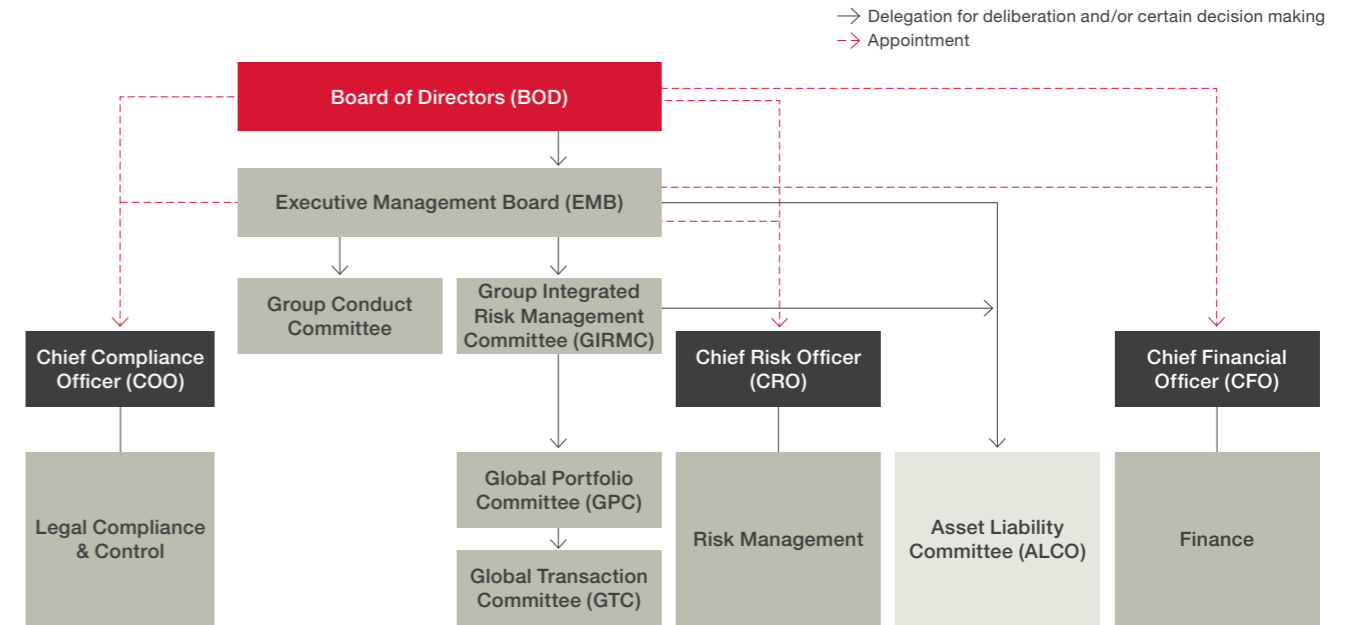 Delegation for deliberation and/or certain decision making
Appointment
Board of Directors (BOD)
Executive Management Board (EMB)
Group Conduct
Committee
Group Integrated
Risk Management
Committee (GIRMC)
Chief Compliance
Officer (COO)
Chief Risk Officer
(CRO)
Chief Financial
Officer (CFO)
Legal Compliance
& Control
Global Portfolio
Committee (GPC)
Global Transaction
Committee (GTC)
Risk Management
Asset Liability
Committee (ALCO)
Finance